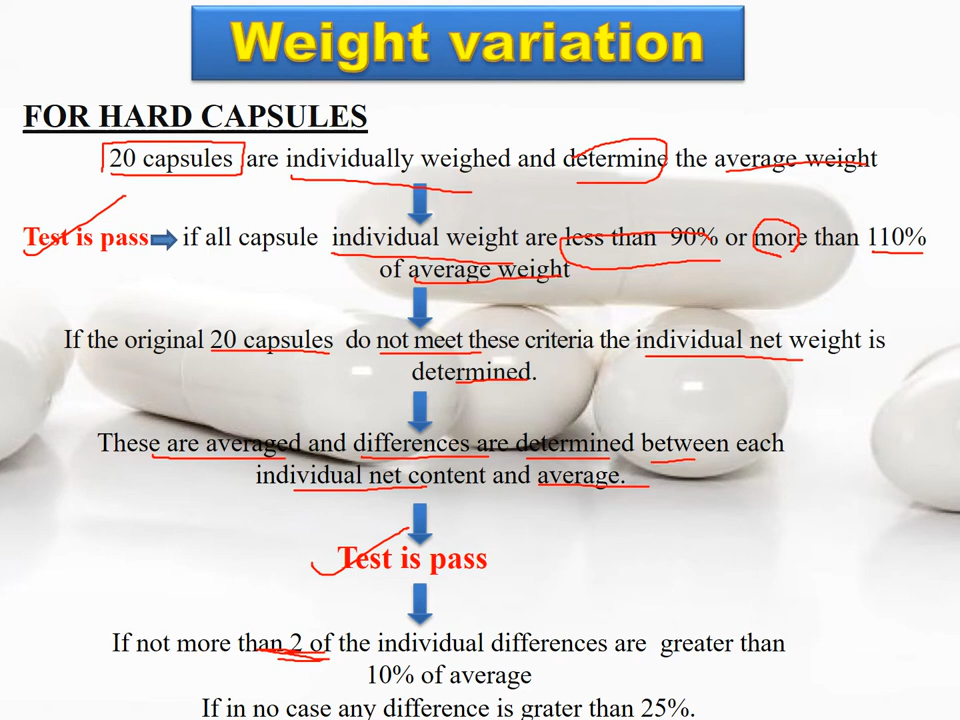 Weight variation
FOR HARD CAPSULES
20 capsules are individually weighed and determine the average weight
Test is pass if all capsule individual weight are less than 90% or more than 110%
of average weight
If the original 20 capsules do not meet these criteria the individual net weight is
determined.
These are averaged and differences are determined between each
individual net content and average.
Test is pass
If not more than 2 of the individual differences are greater than
10% of average
If in no case any difference is greater than 25%.